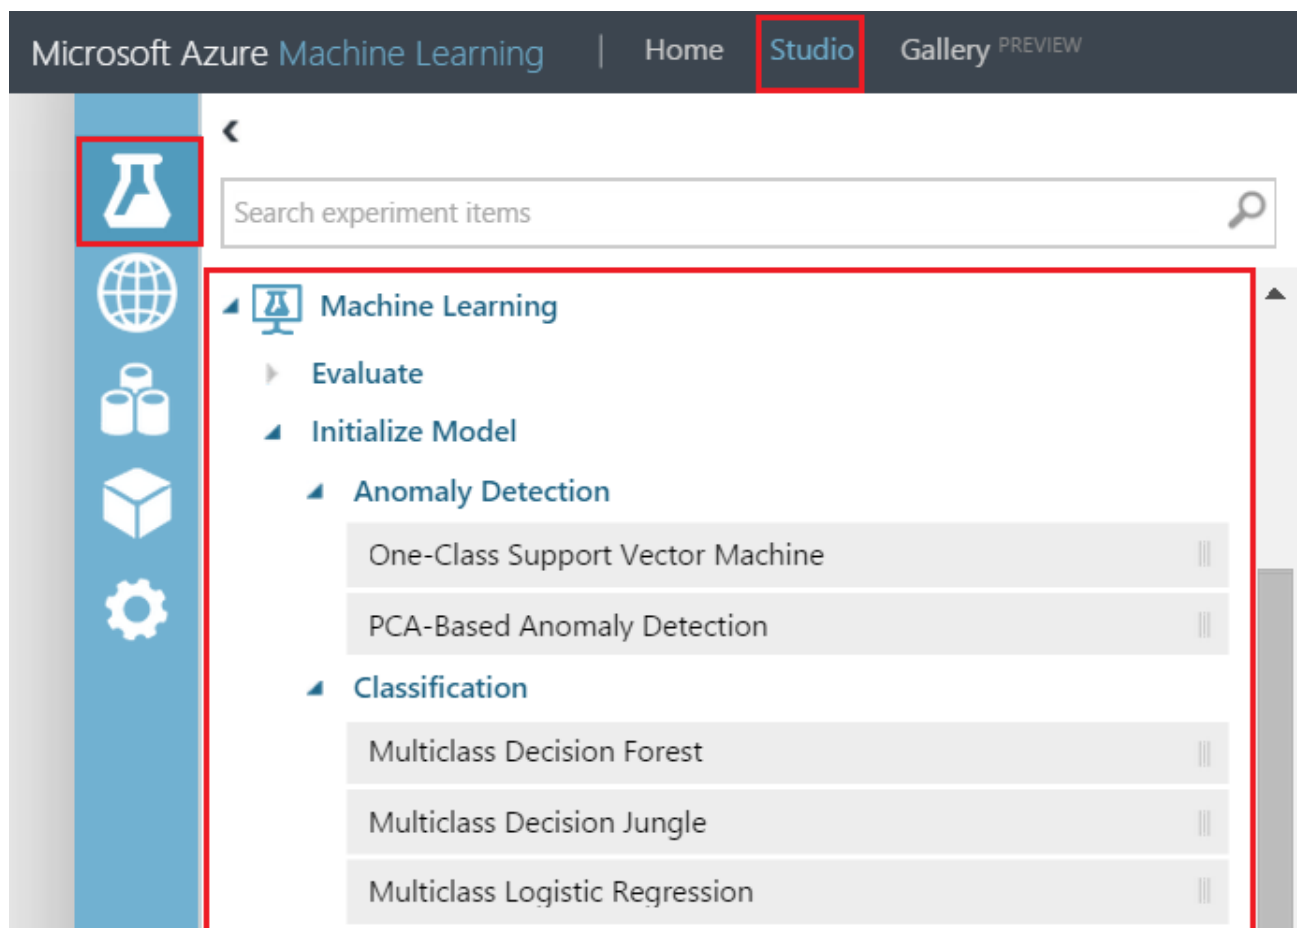 Microsoft Azure Machine Learning | Home Studio Gallery PREVIEW
Search experiment items
Machine Learning
Evaluate
Initialize Model
Anomaly Detection
One-Class Support Vector Machine
PCA-Based Anomaly Detection
Classification
Multiclass Decision Forest
Multiclass Decision Jungle
Multiclass Logistic Regression